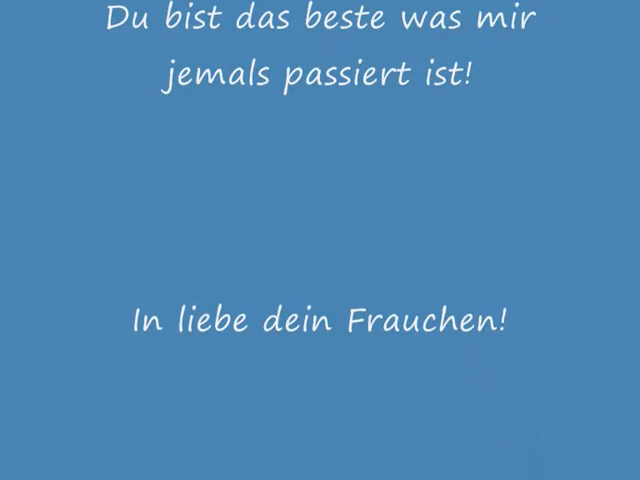 Du bist das beste was mir
jemals passiert ist!
In liebe dein Frauchen!